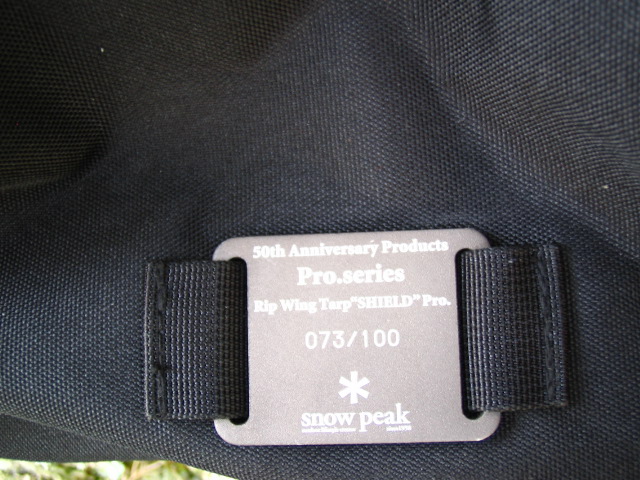 50th Anniversary Products
Pro.series
Rip Wing Tarp"SHIELD" Pro.
073/100
snow peak